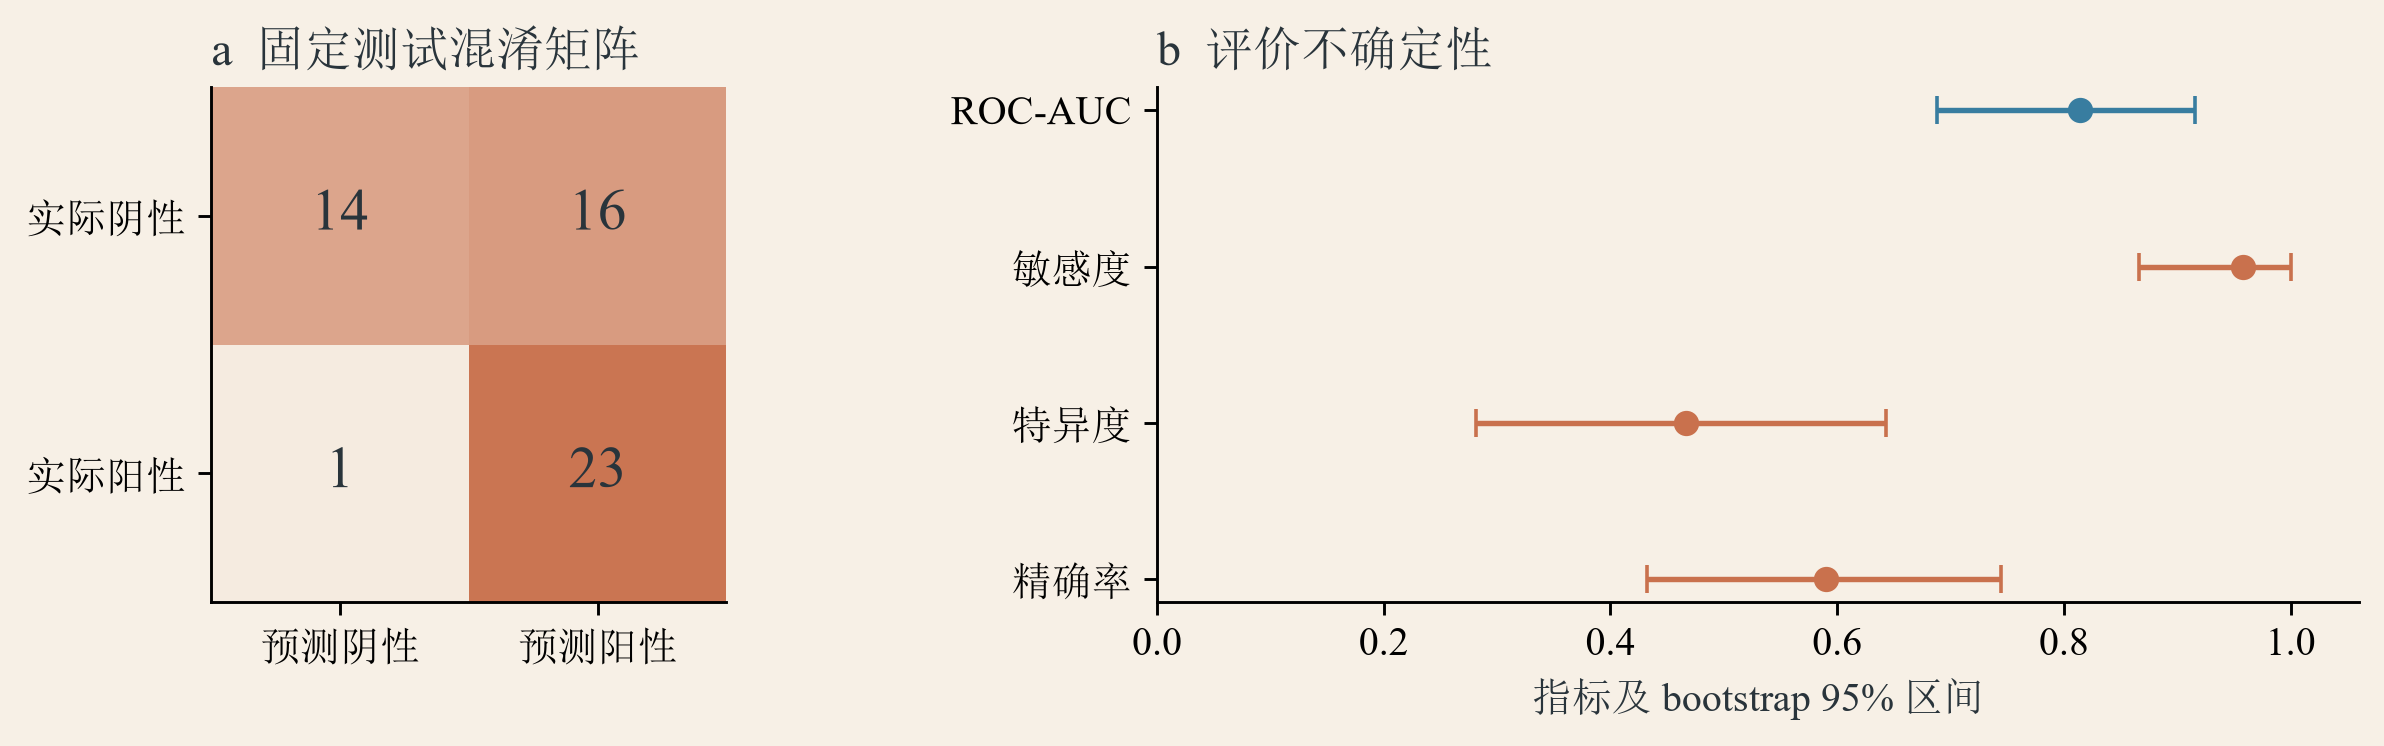 a 固定测试混淆矩阵
实际阴性
14
16
实际阳性
1
23
预测阴性
预测阳性
b 评价不确定性
ROC-AUC
敏感度
特异度
精确率
0.0
0.2
0.4
0.6
0.8
1.0
指标及 bootstrap 95% 区间